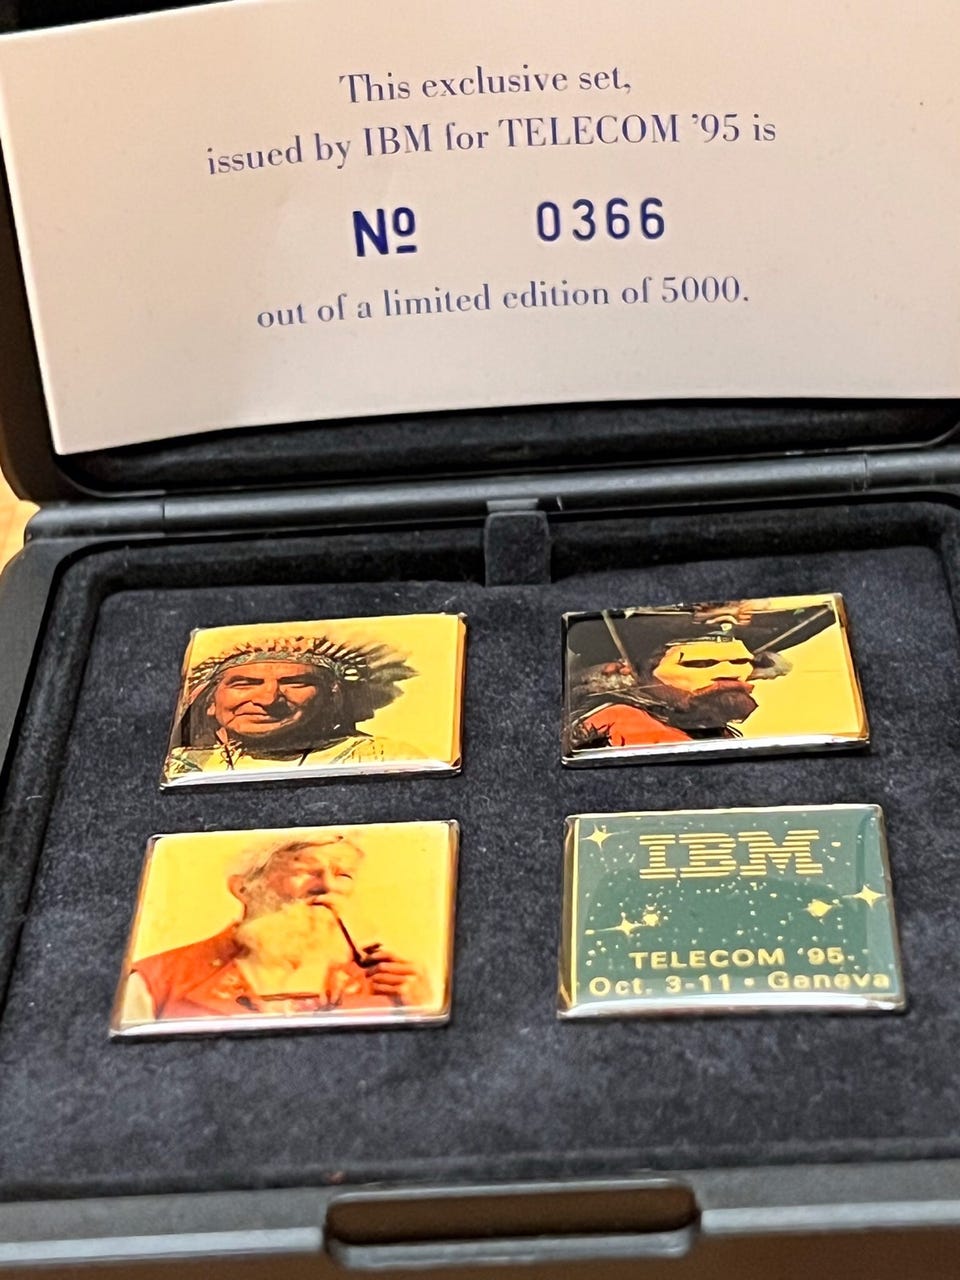 This exclusive set,
issued by IBM for TELECOM '95 is
Nº 0366
out of a limited edition of 5000.
IBM
TELECOM '95·
Oct. 3-11 • Geneva